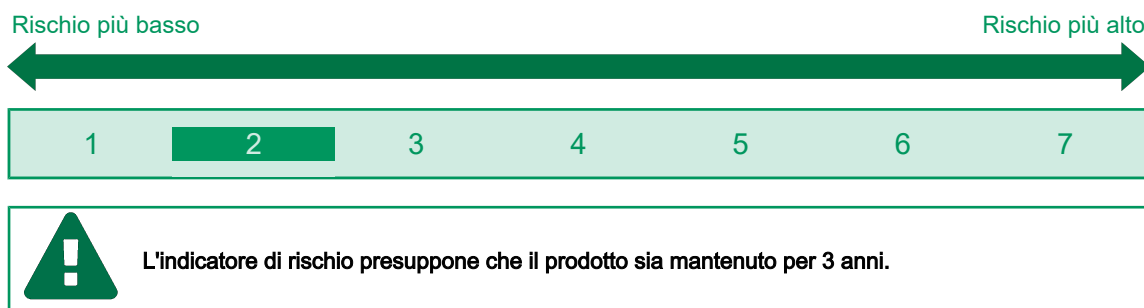 Rischio più basso Rischio più alto
1 2 3 4 5 6 7
L'indicatore di rischio presuppone che il prodotto sia mantenuto per 3 anni.